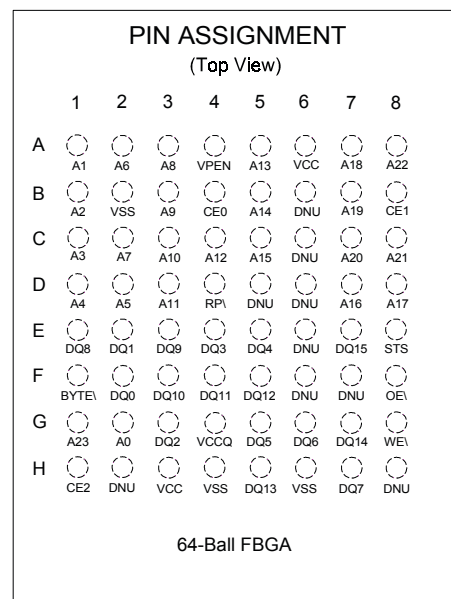 PIN ASSIGNMENT
(Top View)
1 2 3 4 5 6 7 8
A
A1 A6 A8 VPEN A13 VCC A18 A22
B
A2 VSS A9 CE0 A14 DNU A19 CE1
C
A3 A7 A10 A12 A15 DNU A20 A21
D
A4 A5 A11 RP\ DNU DNU A16 A17
E
DQ8 DQ1 DQ9 DQ3 DQ4 DNU DQ15 STS
F
BYTE\ DQ0 DQ10 DQ11 DQ12 DNU DNU OE\
G
A23 A0 DQ2 VCCQ DQ5 DQ6 DQ14 WE\
H
CE2 DNU VCC VSS DQ13 VSS DQ7 DNU
64-Ball FBGA